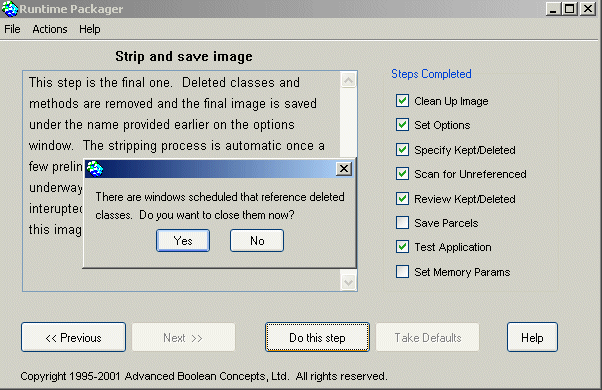 Runtime Packager
File Actions Help
Strip and save image
This step is the final one. Deleted classes and
methods are removed and the final image is saved
under the name provided earlier on the options
window. The stripping process is automatic once a
few prelin
underway
interupted
this imag
There are windows scheduled that reference deleted
classes. Do you want to close them now?
Yes No
Steps Completed
Clean Up Image
Set Options
Specify Kept/Deleted
Scan for Unreferenced
Review Kept/Deleted
Save Parcels
Test Application
Set Memory Params
<< Previous Next >> Do this step Take Defaults Help
Copyright 1995-2001 Advanced Boolean Concepts, Ltd. All rights reserved.